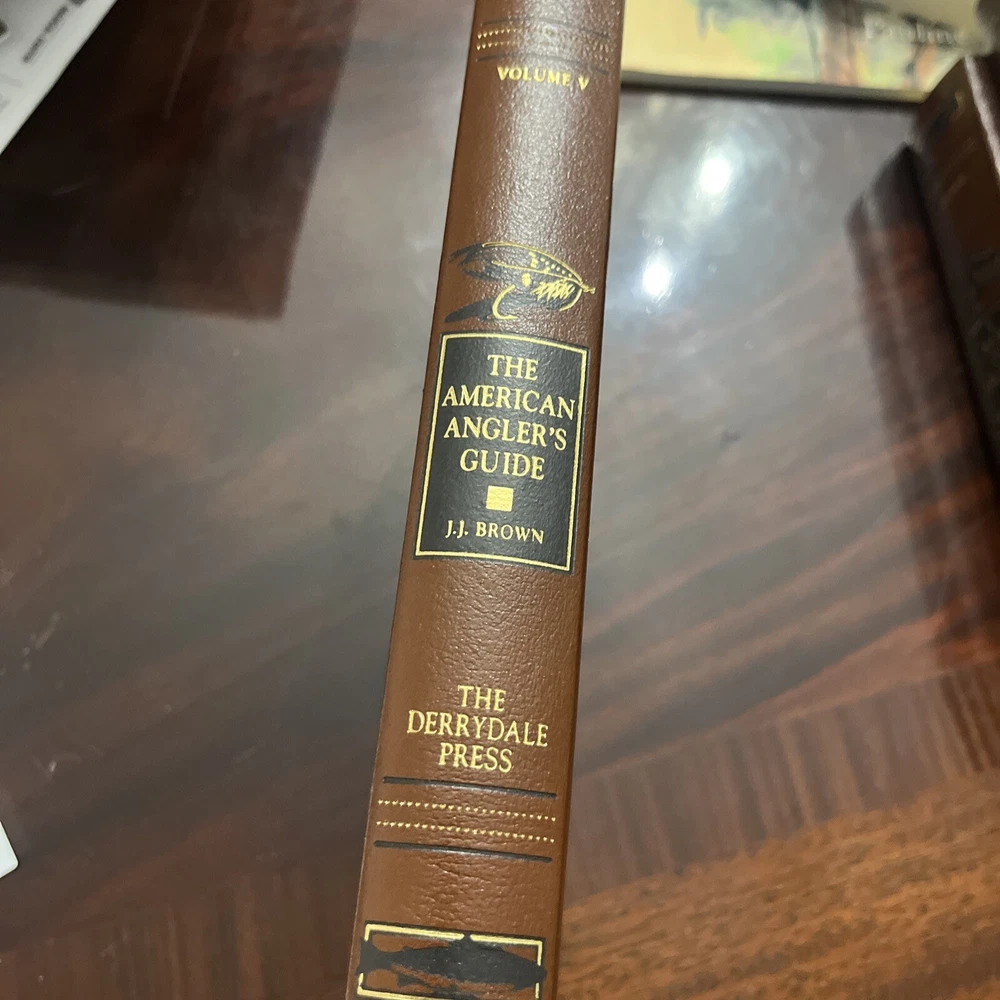 VOLUME V
THE
AMERICAN
ANGLER'S
GUIDE
J.J. BROWN
THE
DERRYDALE
PRESS